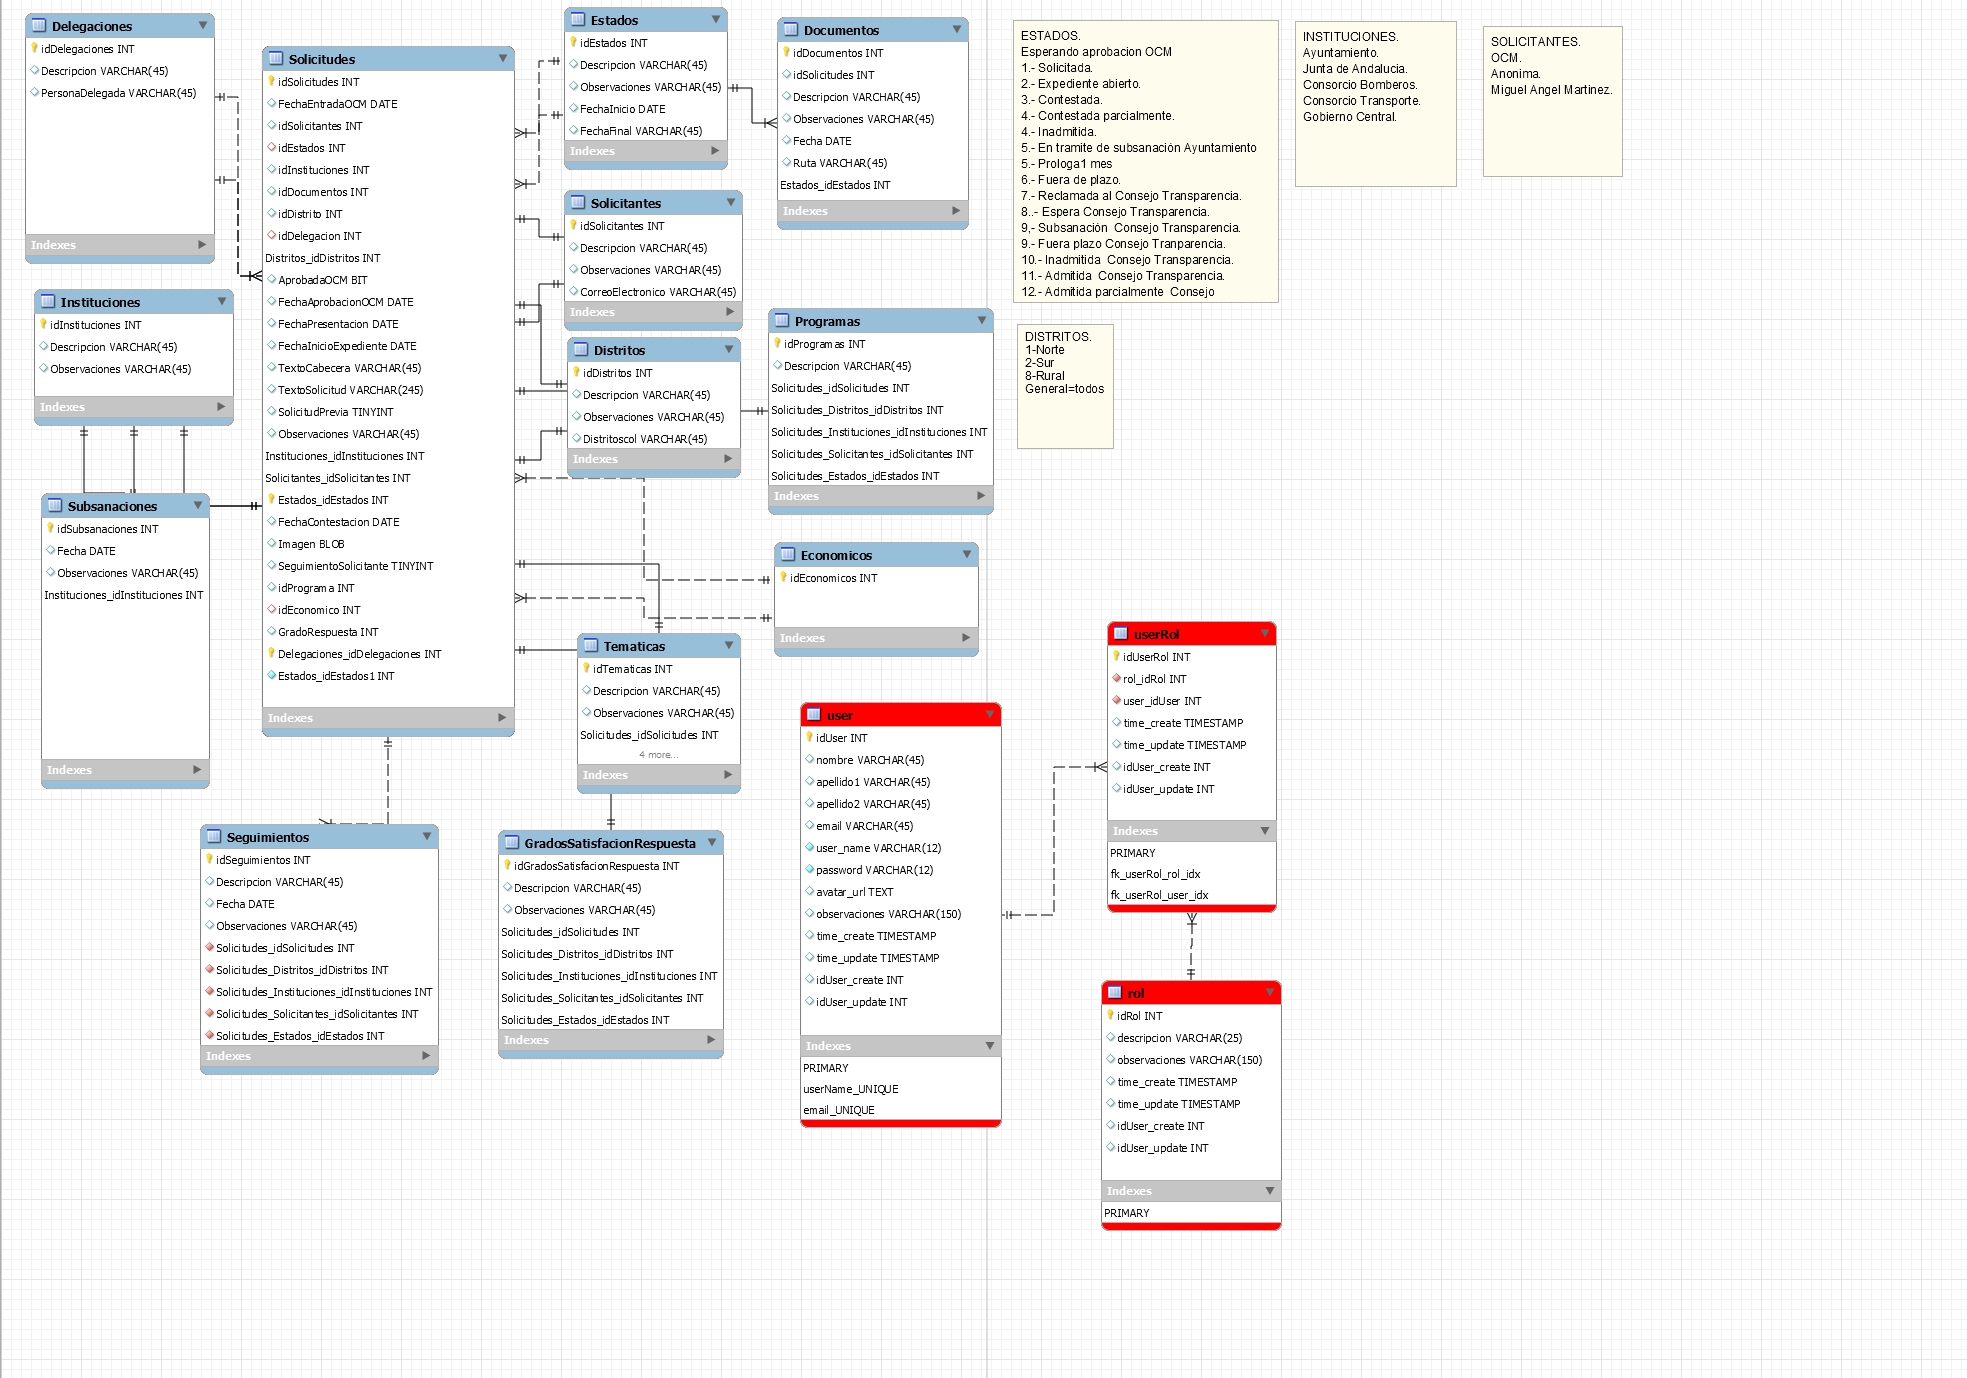 Delegaciones
idDelegaciones INT
Descripcion VARCHAR(45)
PersonaDelegada VARCHAR(45)
Indexes
Instituciones
idInstituciones INT
Descripcion VARCHAR(45)
Observaciones VARCHAR(45)
Indexes
Subsanaciones
idSubsanaciones INT
Fecha DATE
Observaciones VARCHAR(45)
Instituciones_idInstituciones INT
Indexes
Solicitudes
idSolicitudes INT
FechaEntradaOCM DATE
idSolicitantes INT
idEstados INT
idInstituciones INT
idDocumentos INT
idDistrito INT
idDelegacion INT
Distritos_idDistritos INT
AprobadaOCM BIT
FechaAprobacionOCM DATE
FechaPresentacion DATE
FechaInicioExpediente DATE
TextoCabecera VARCHAR(45)
TextoSolicitud VARCHAR(245)
SolicitudPrevia TINYINT
Observaciones VARCHAR(45)
Instituciones_idInstituciones INT
Solicitantes_idSolicitantes INT
Estados_idEstados INT
FechaContestacion DATE
Imagen BLOB
SeguimientoSolicitante TINYINT
idPrograma INT
idEconomico INT
GradoRespuesta INT
Delegaciones_idDelegaciones INT
Estados_idEstados1 INT
Indexes
Estados
idEstados INT
Descripcion VARCHAR(45)
Observaciones VARCHAR(45)
FechaInicio DATE
FechaFinal VARCHAR(45)
Indexes
Solicitantes
idSolicitantes INT
Descripcion VARCHAR(45)
Observaciones VARCHAR(45)
CorreoElectronico VARCHAR(45)
Indexes
Distritos
idDistritos INT
Descripcion VARCHAR(45)
Observaciones VARCHAR(45)
Distritoscol VARCHAR(45)
Indexes
Documentos
idDocumentos INT
idSolicitudes INT
Descripcion VARCHAR(45)
Observaciones VARCHAR(45)
Fecha DATE
Ruta VARCHAR(45)
Estados_idEstados INT
Indexes
Programas
idProgramas INT
Descripcion VARCHAR(45)
Solicitudes_idSolicitudes INT
Solicitudes_Distritos_idDistritos INT
Solicitudes_Instituciones_idInstituciones INT
Solicitudes_Solicitantes_idSolicitantes INT
Solicitudes_Estados_idEstados INT
Indexes
Economicos
idEconomicos INT
Indexes
Tematicas
idTematicas INT
Descripcion VARCHAR(45)
Observaciones VARCHAR(45)
Solicitudes_idSolicitudes INT
4 more...
Indexes
Seguimientos
idSeguimientos INT
Descripcion VARCHAR(45)
Fecha DATE
Observaciones VARCHAR(45)
Solicitudes_idSolicitudes INT
Solicitudes_Distritos_idDistritos INT
Solicitudes_Instituciones_idInstituciones INT
Solicitudes_Solicitantes_idSolicitantes INT
Solicitudes_Estados_idEstados INT
Indexes
GradosSatisfacionRespuesta
idGradosSatisfacionRespuesta INT
Descripcion VARCHAR(45)
Observaciones VARCHAR(45)
Solicitudes_idSolicitudes INT
Solicitudes_Distritos_idDistritos INT
Solicitudes_Instituciones_idInstituciones INT
Solicitudes_Solicitantes_idSolicitantes INT
Solicitudes_Estados_idEstados INT
Indexes
user
idUser INT
nombre VARCHAR(45)
apellido1 VARCHAR(45)
apellido2 VARCHAR(45)
email VARCHAR(45)
user_name VARCHAR(12)
password VARCHAR(12)
avatar_url TEXT
observaciones VARCHAR(150)
time_create TIMESTAMP
time_update TIMESTAMP
idUser_create INT
idUser_update INT
Indexes
PRIMARY
userName_UNIQUE
email_UNIQUE
userRol
idUserRol INT
rol_idRol INT
user_idUser INT
time_create TIMESTAMP
time_update TIMESTAMP
idUser_create INT
idUser_update INT
Indexes
PRIMARY
fk_userRol_rol_idx
fk_userRol_user_idx
rol
idRol INT
descripcion VARCHAR(25)
observaciones VARCHAR(150)
time_create TIMESTAMP
time_update TIMESTAMP
idUser_create INT
idUser_update INT
Indexes
PRIMARY
ESTADOS.
Esperando aprobacion OCM
1.- Solicitada.
2.- Expediente abierto.
3.- Contestada.
4.- Contestada parcialmente.
4.- Inadmitida.
5.- En tramite de subsanación Ayuntamiento
5.- Prologa1 mes
6.- Fuera de plazo.
7.- Reclamada al Consejo Transparencia.
8..- Espera Consejo Transparencia.
9,- Subsanación  Consejo Transparencia.
9.- Fuera plazo Consejo Tranparencia.
10.- Inadmitida  Consejo Transparencia.
11.- Admitida  Consejo Transparencia.
12.- Admitida parcialmente  Consejo
INSTITUCIONES.
Ayuntamiento.
Junta de Andalucia.
Consorcio Bomberos.
Consorcio Transporte.
Gobierno Central.
SOLICITANTES.
OCM.
Anonima.
Miguel Angel Martinez.
DISTRITOS.
1-Norte
2-Sur
8-Rural
General=todos